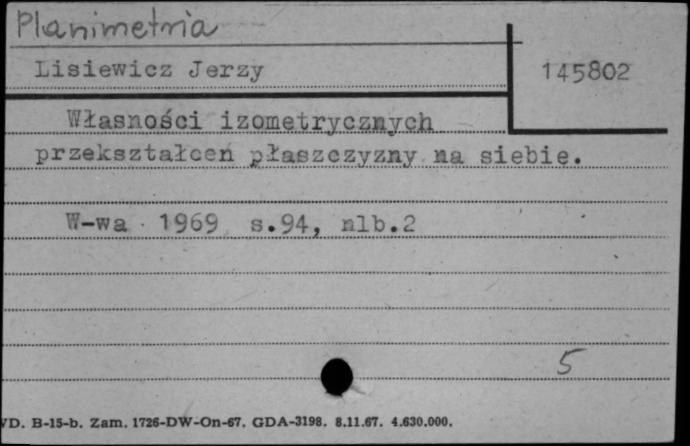 Planimetria
Lisiewicz Jerzy
145802
Własności izometrycznych
przekształceń płaszczyzny na siebie.
W-wa 1969 s.94, nlb.2
5
VD. B-15-b. Zam. 1726-DW-On-67. GDA-3198. 8.11.67. 4.630.000.